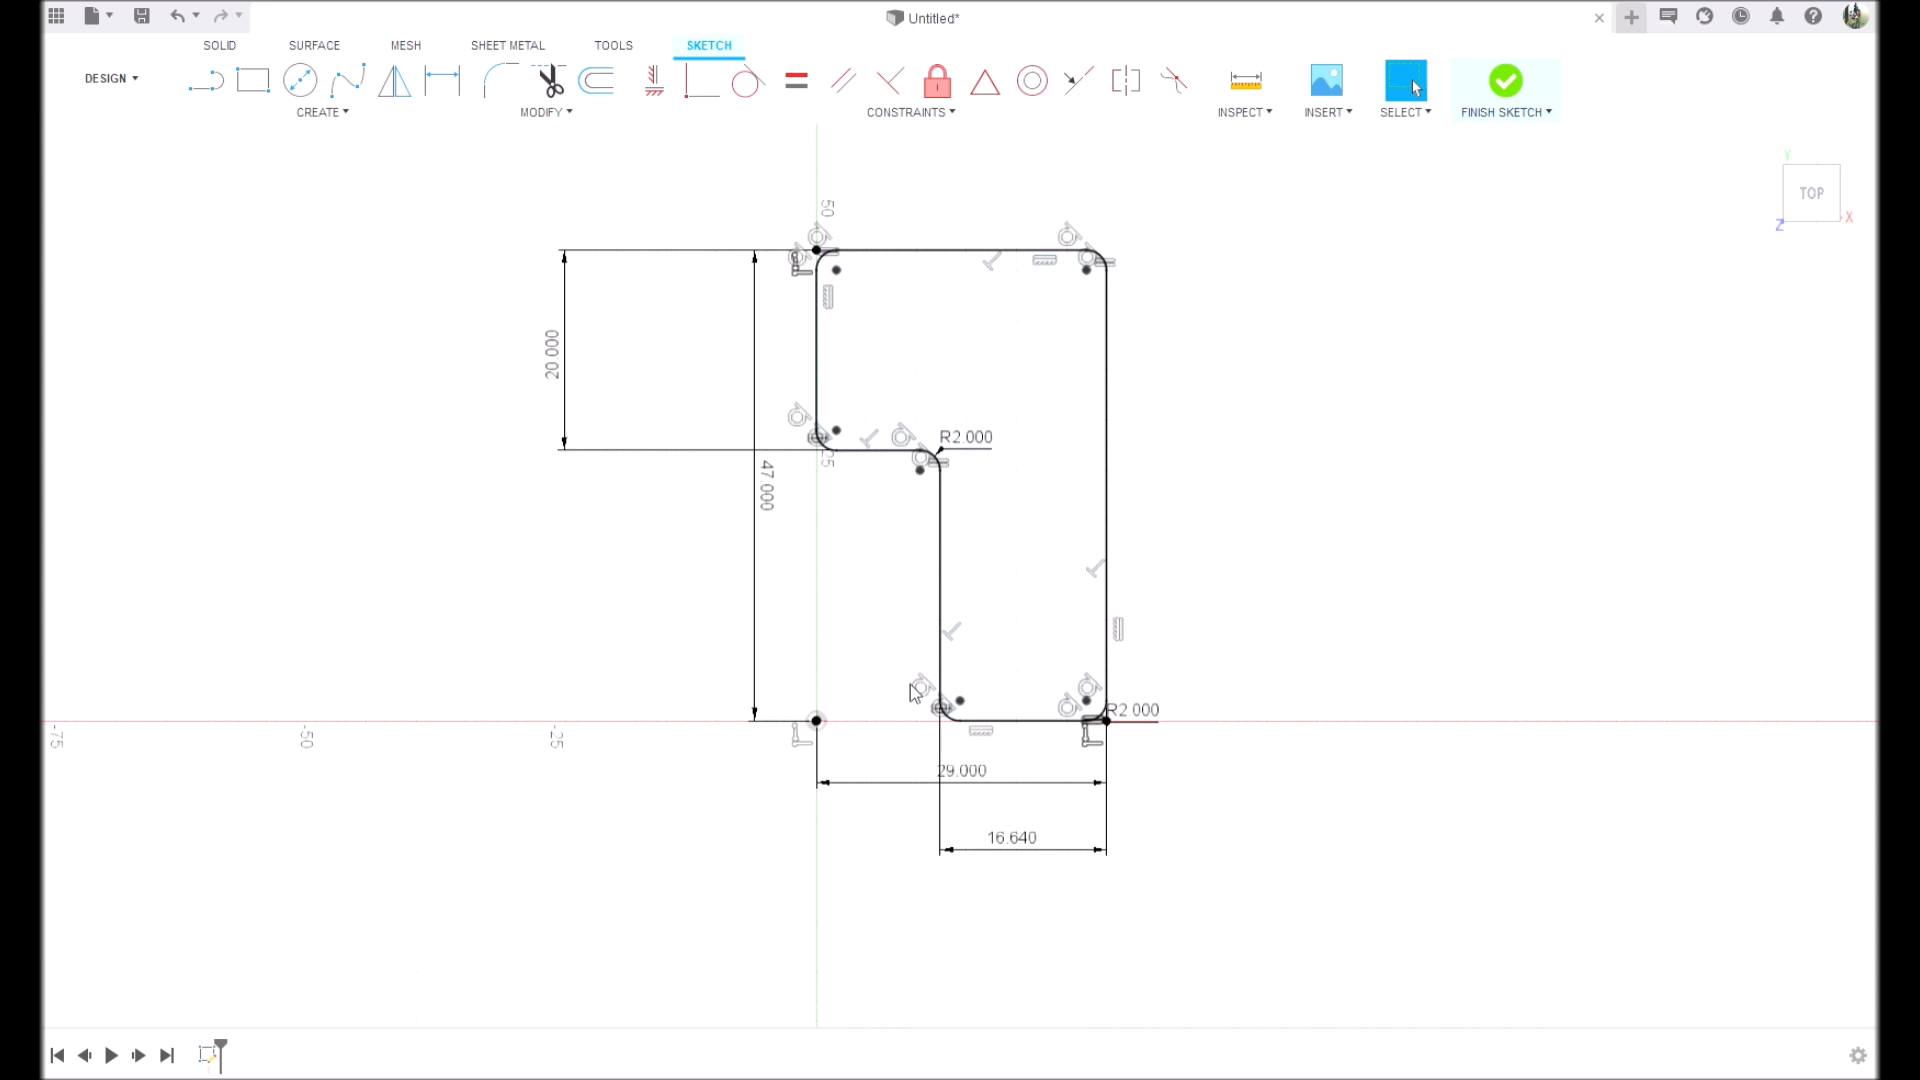 Untitled*
SOLID SURFACE MESH SHEET METAL TOOLS SKETCH
DESIGN
CREATE MODIFY CONSTRAINTS INSPECT INSERT SELECT FINISH SKETCH
Y
TOP
X
Z
50
20.000
R2.000
25
47.000
R2.000
-75
-50
-25
29.000
16.640